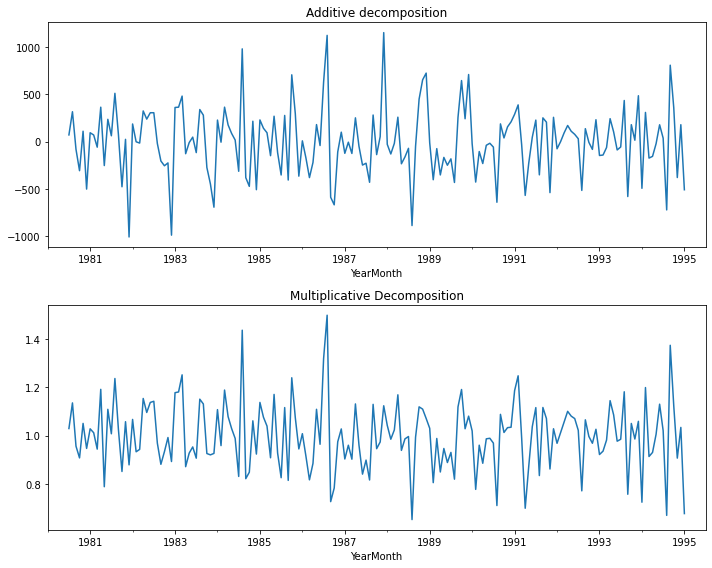 Additive decomposition
1000
500
0
−500
−1000
1981 1983 1985 1987 1989 1991 1993 1995
YearMonth
Multiplicative Decomposition
1.4
1.2
1.0
0.8
1981 1983 1985 1987 1989 1991 1993 1995
YearMonth